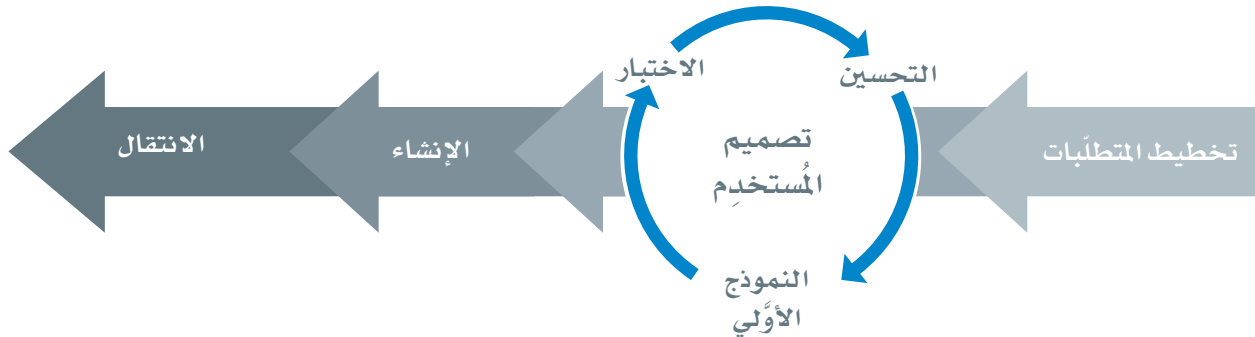 تخطيط المتطلّبات
التحسين
الاختبار
تصميم
المُستخدِم
النموذج
الأوَّلي
الإنشاء
الانتقال